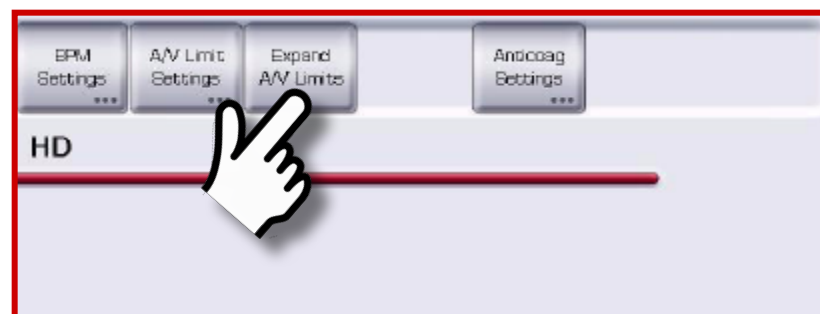 BPM
Settings
...
A/V Limit
Settings
...
Expand
A/V Limits
Anticoag
Settings
...
HD